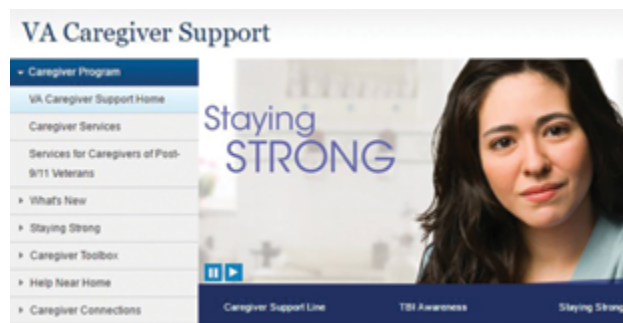 VA Caregiver Support
Caregiver Program
VA Caregiver Support Home
Caregiver Services
Services for Caregivers of Post-
9/11 Veterans
What's New
Staying Strong
Caregiver Toolbox
Help Near Home
Caregiver Connections
Staying
STRONG
Caregiver Support Line
TBI Awareness
Staying Strong